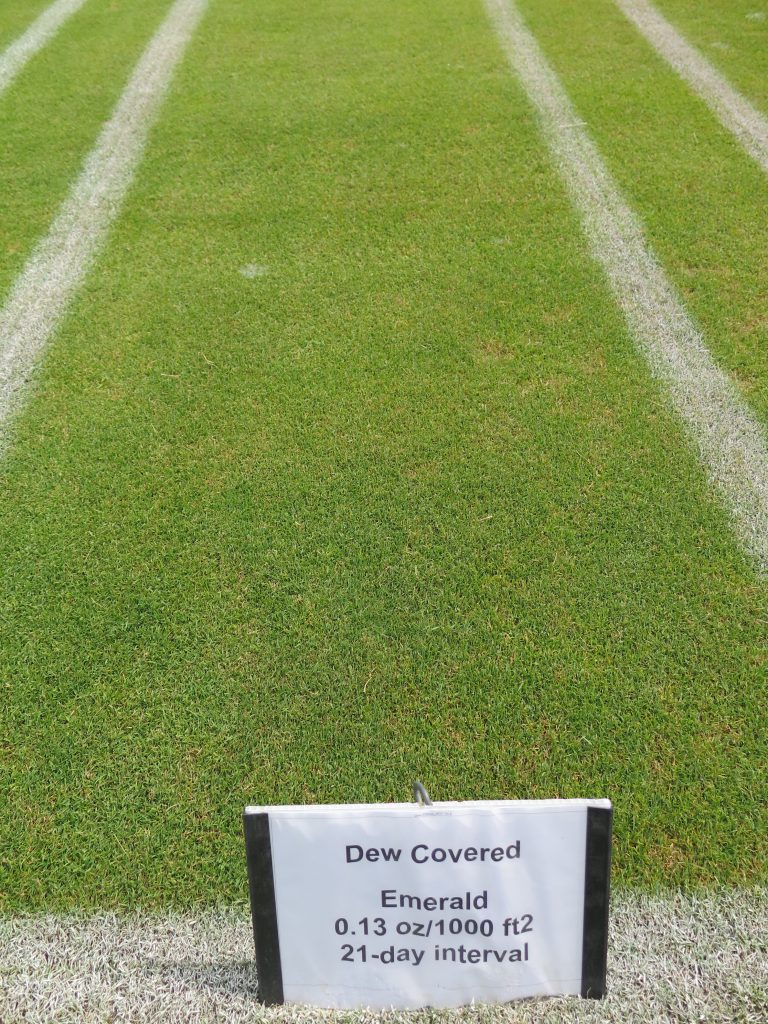 Dew Covered
Emerald
0.13 oz/1000 ft2
21-day interval